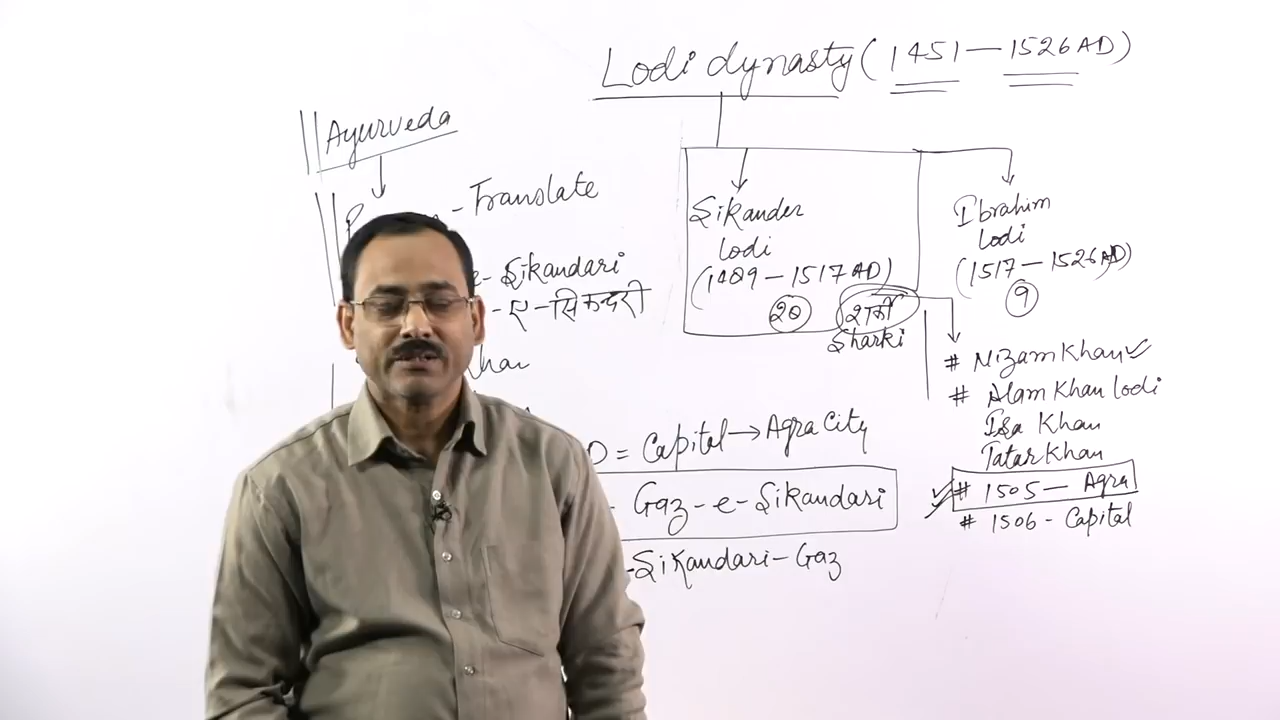 Lodi dynasty (1451 — 1526 AD)
Ayurveda
- Translate
e-Sikandari
- ए - सिकन्दरी
Sikander
lodi
(1489 — 1517 AD)
20
शर्की
Sharki
Ibrahim
Lodi
(1517 — 1526 AD)
9
# Nizam Khan ✓
# Alam Khan lodi
Isa Khan
Tatar Khan
# 1505 — Agra
# 1506 - Capital
D = Capital → Agra City
- Gaz-e-Sikandari
-Sikandari-Gaz